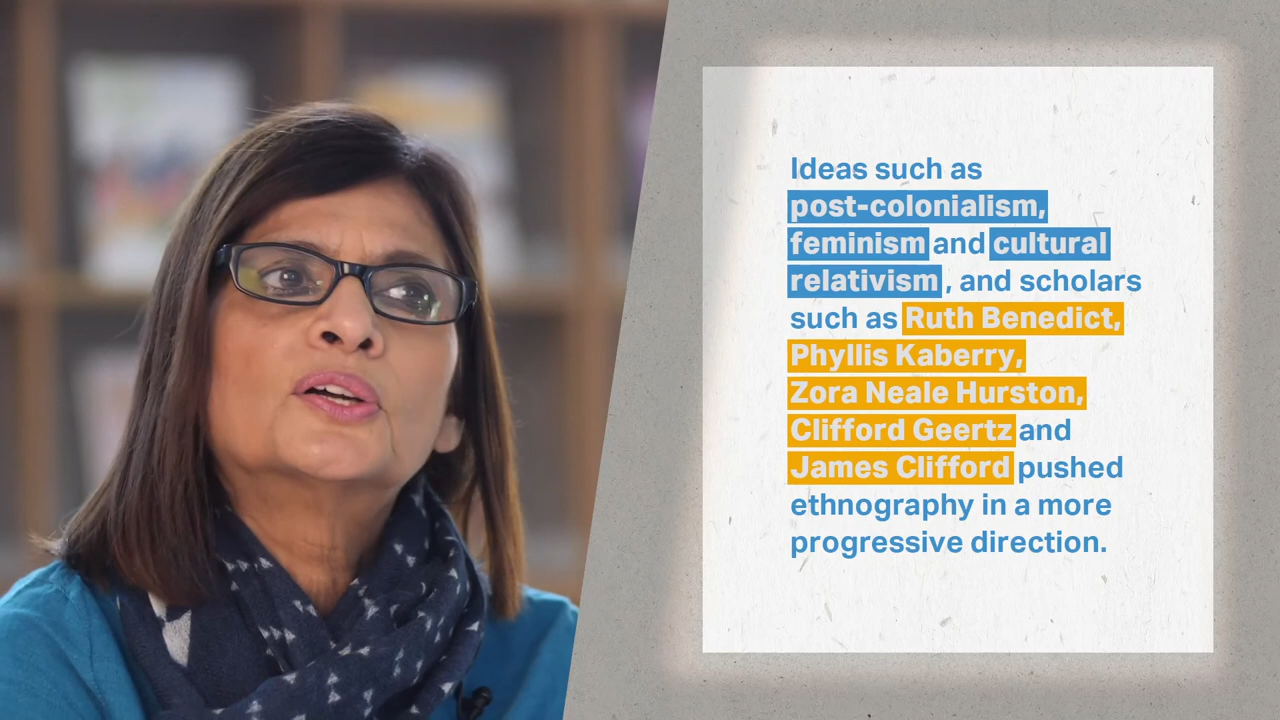 Ideas such as
post-colonialism,
feminism and cultural
relativism, and scholars
such as Ruth Benedict,
Phyllis Kaberry,
Zora Neale Hurston,
Clifford Geertz and
James Clifford pushed
ethnography in a more
progressive direction.